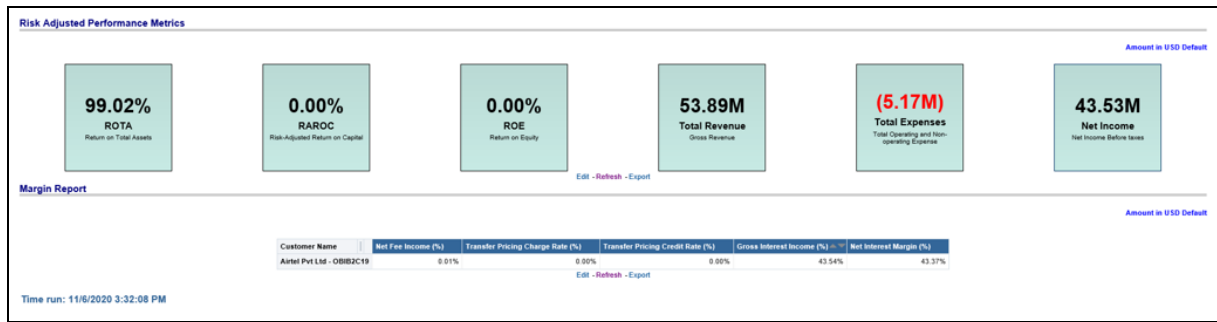 Risk Adjusted Performance Metrics
Amount in USD Default
99.02%
ROTA
Return on Total Assets
0.00%
RAROC
Risk-Adjusted Return on Capital
0.00%
ROE
Return on Equity
53.89M
Total Revenue
Gross Revenue
(5.17M)
Total Expenses
Total Operating and Non-
operating Expense
43.53M
Net Income
Net Income Before taxes
Edit -Refresh -Export
Margin Report
Amount in USD Default
Customer Name Net Fee Income (%) Transfer Pricing Charge Rate (%) Transfer Pricing Credit Rate (%) Gross Interest Income (%) Net Interest Margin (%)
Airtel Pvt Ltd - OBIB2C19 0.01% 0.00% 0.00% 43.54% 43.37%
Edit -Refresh -Export
Time run: 11/6/2020 3:32:08 PM